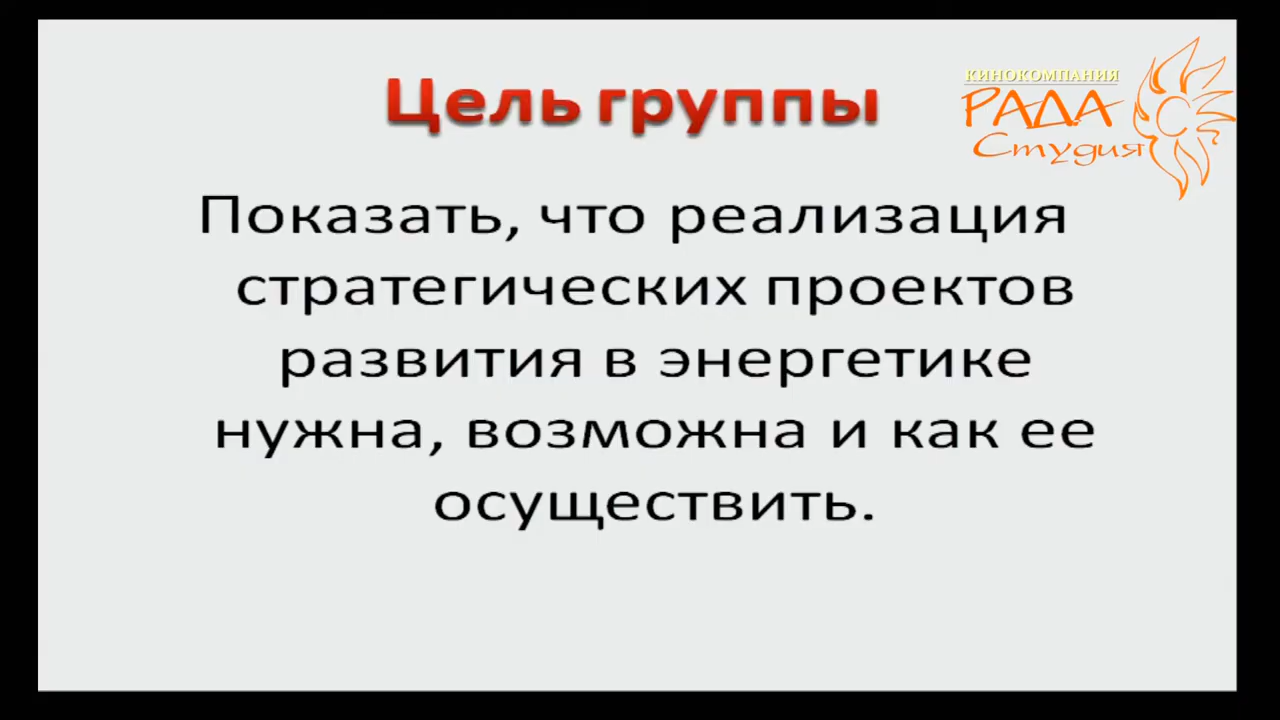 Цель группы
КИНОКОМПАНИЯ
РАДА
Студия
Показать, что реализация
стратегических проектов
развития в энергетике
нужна, возможна и как ее
осуществить.